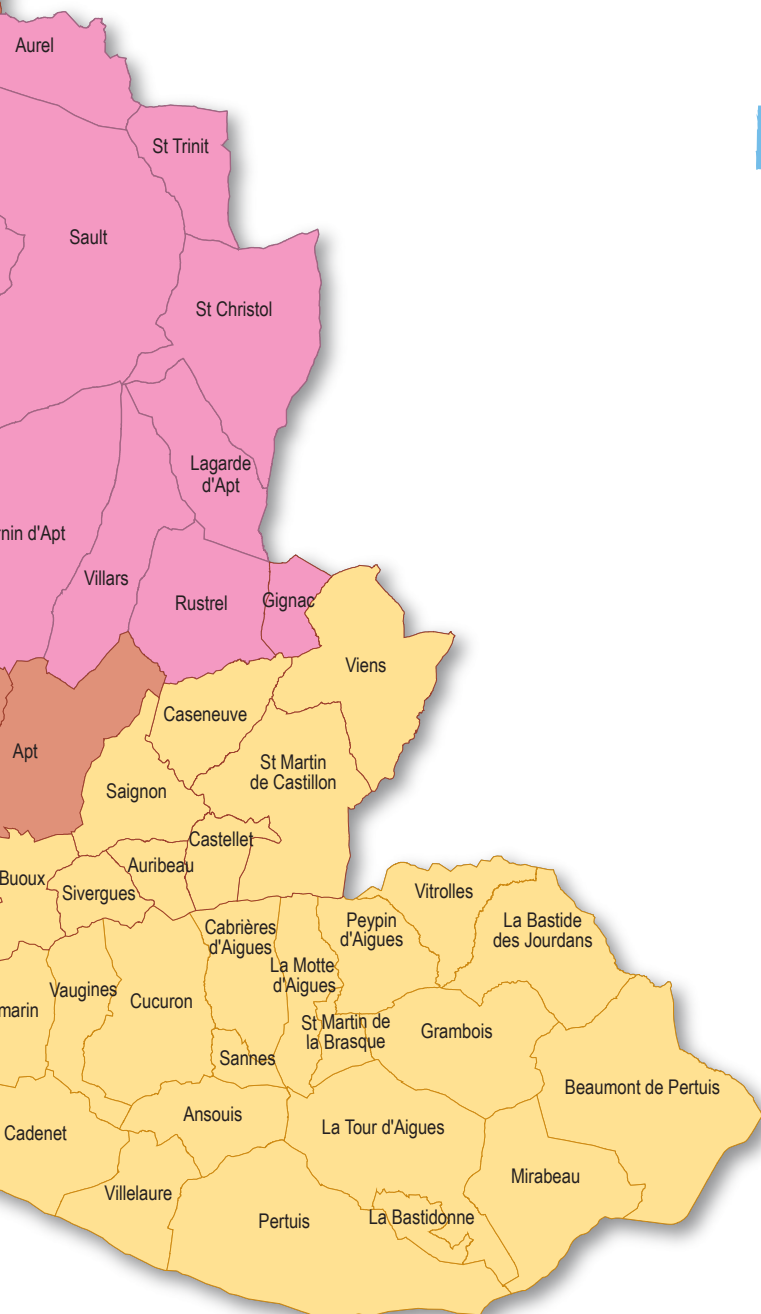 Aurel
St Trinit
Sault
St Christol
Lagarde
d'Apt
nin d'Apt
Villars
Rustrel
Gignac
Viens
Caseneuve
Apt
St Martin
de Castillon
Saignon
Castellet
Auribeau
Buoux
Sivergues
Vitrolles
Cabrières
d'Aigues
Peypin
d'Aigues
La Bastide
des Jourdans
La Motte
d'Aigues
Vaugines
Cucuron
marin
St Martin de
la Brasque
Grambois
Sannes
Beaumont de Pertuis
Ansouis
La Tour d'Aigues
Cadenet
Mirabeau
Villelaure
Pertuis
La Bastidonne